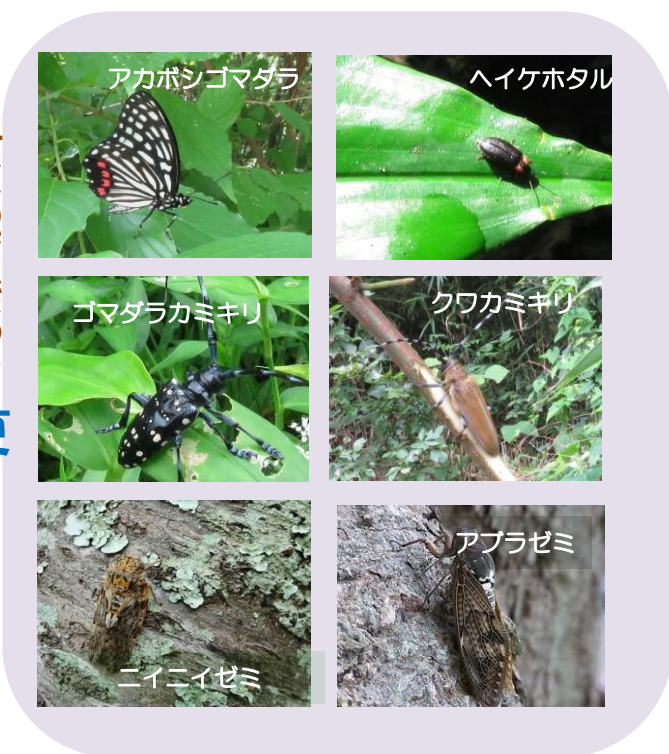 アカボシゴマダラ
ヘイケホタル
ゴマダラカミキリ
クワカミキリ
ニイニイゼミ
アブラゼミ